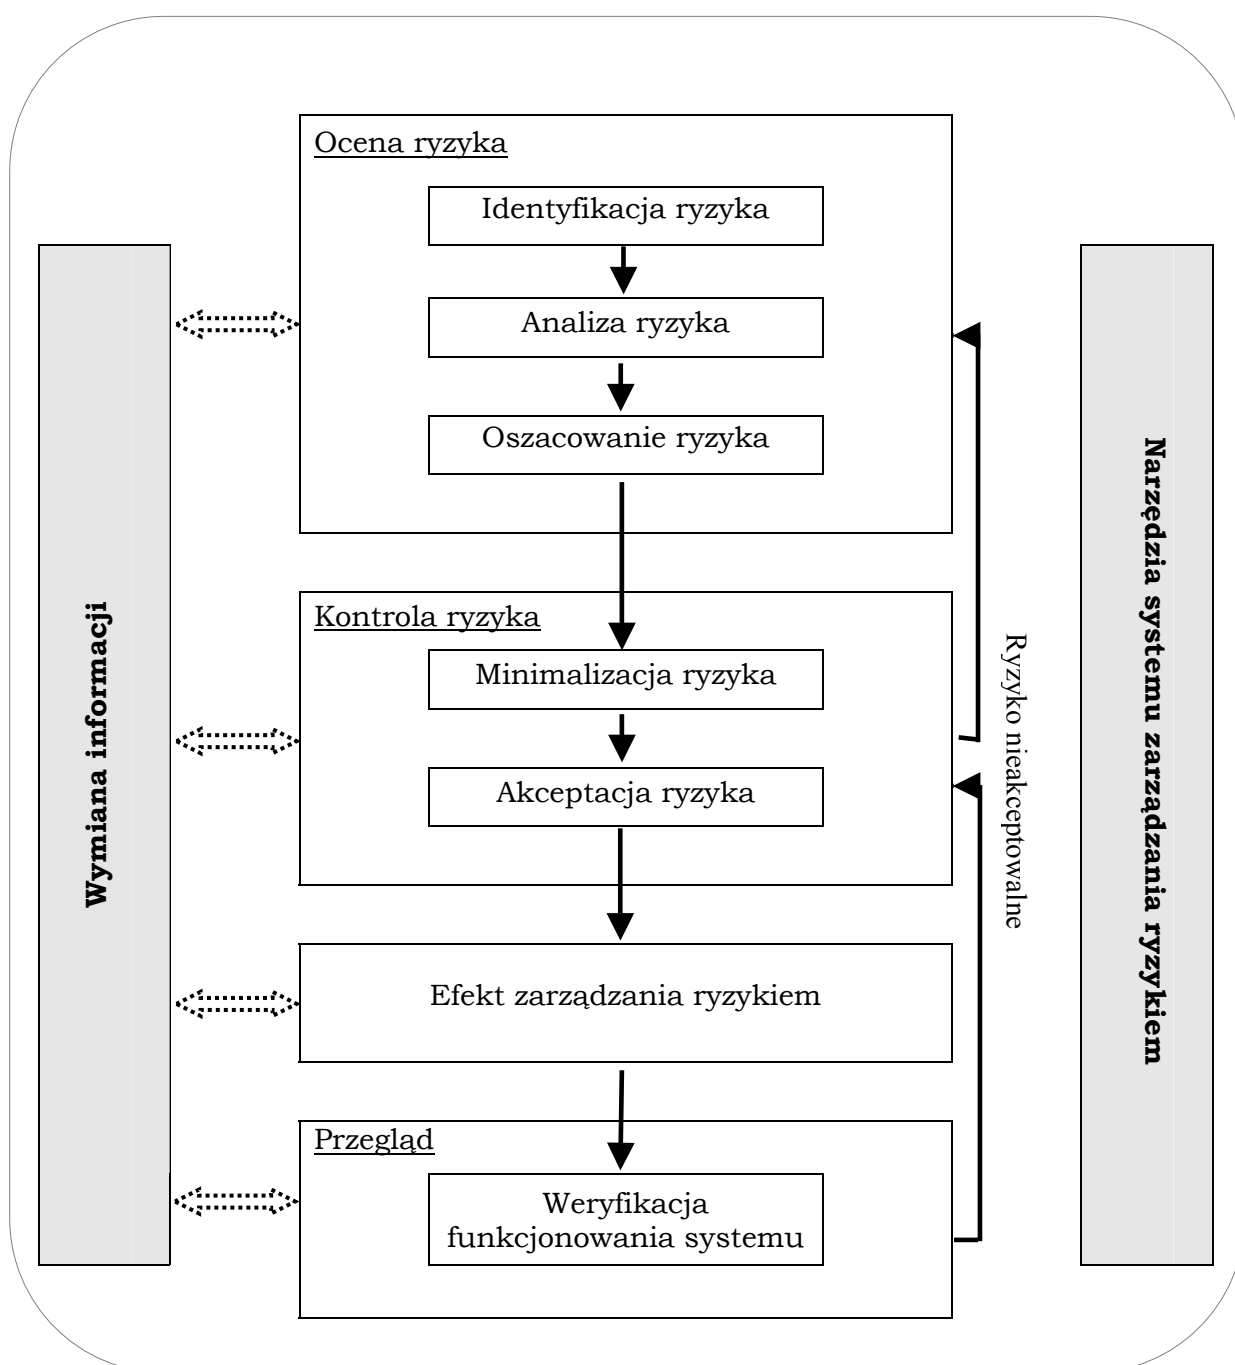 Ocena ryzyka
Identyfikacja ryzyka
Analiza ryzyka
Oszacowanie ryzyka
Kontrola ryzyka
Minimalizacja ryzyka
Akceptacja ryzyka
Efekt zarządzania ryzykiem
Przegląd
Weryfikacja
funkcjonowania systemu
Wymiana informacji
Ryzyko nieakceptowalne
Narzędzia systemu zarządzania ryzykiem